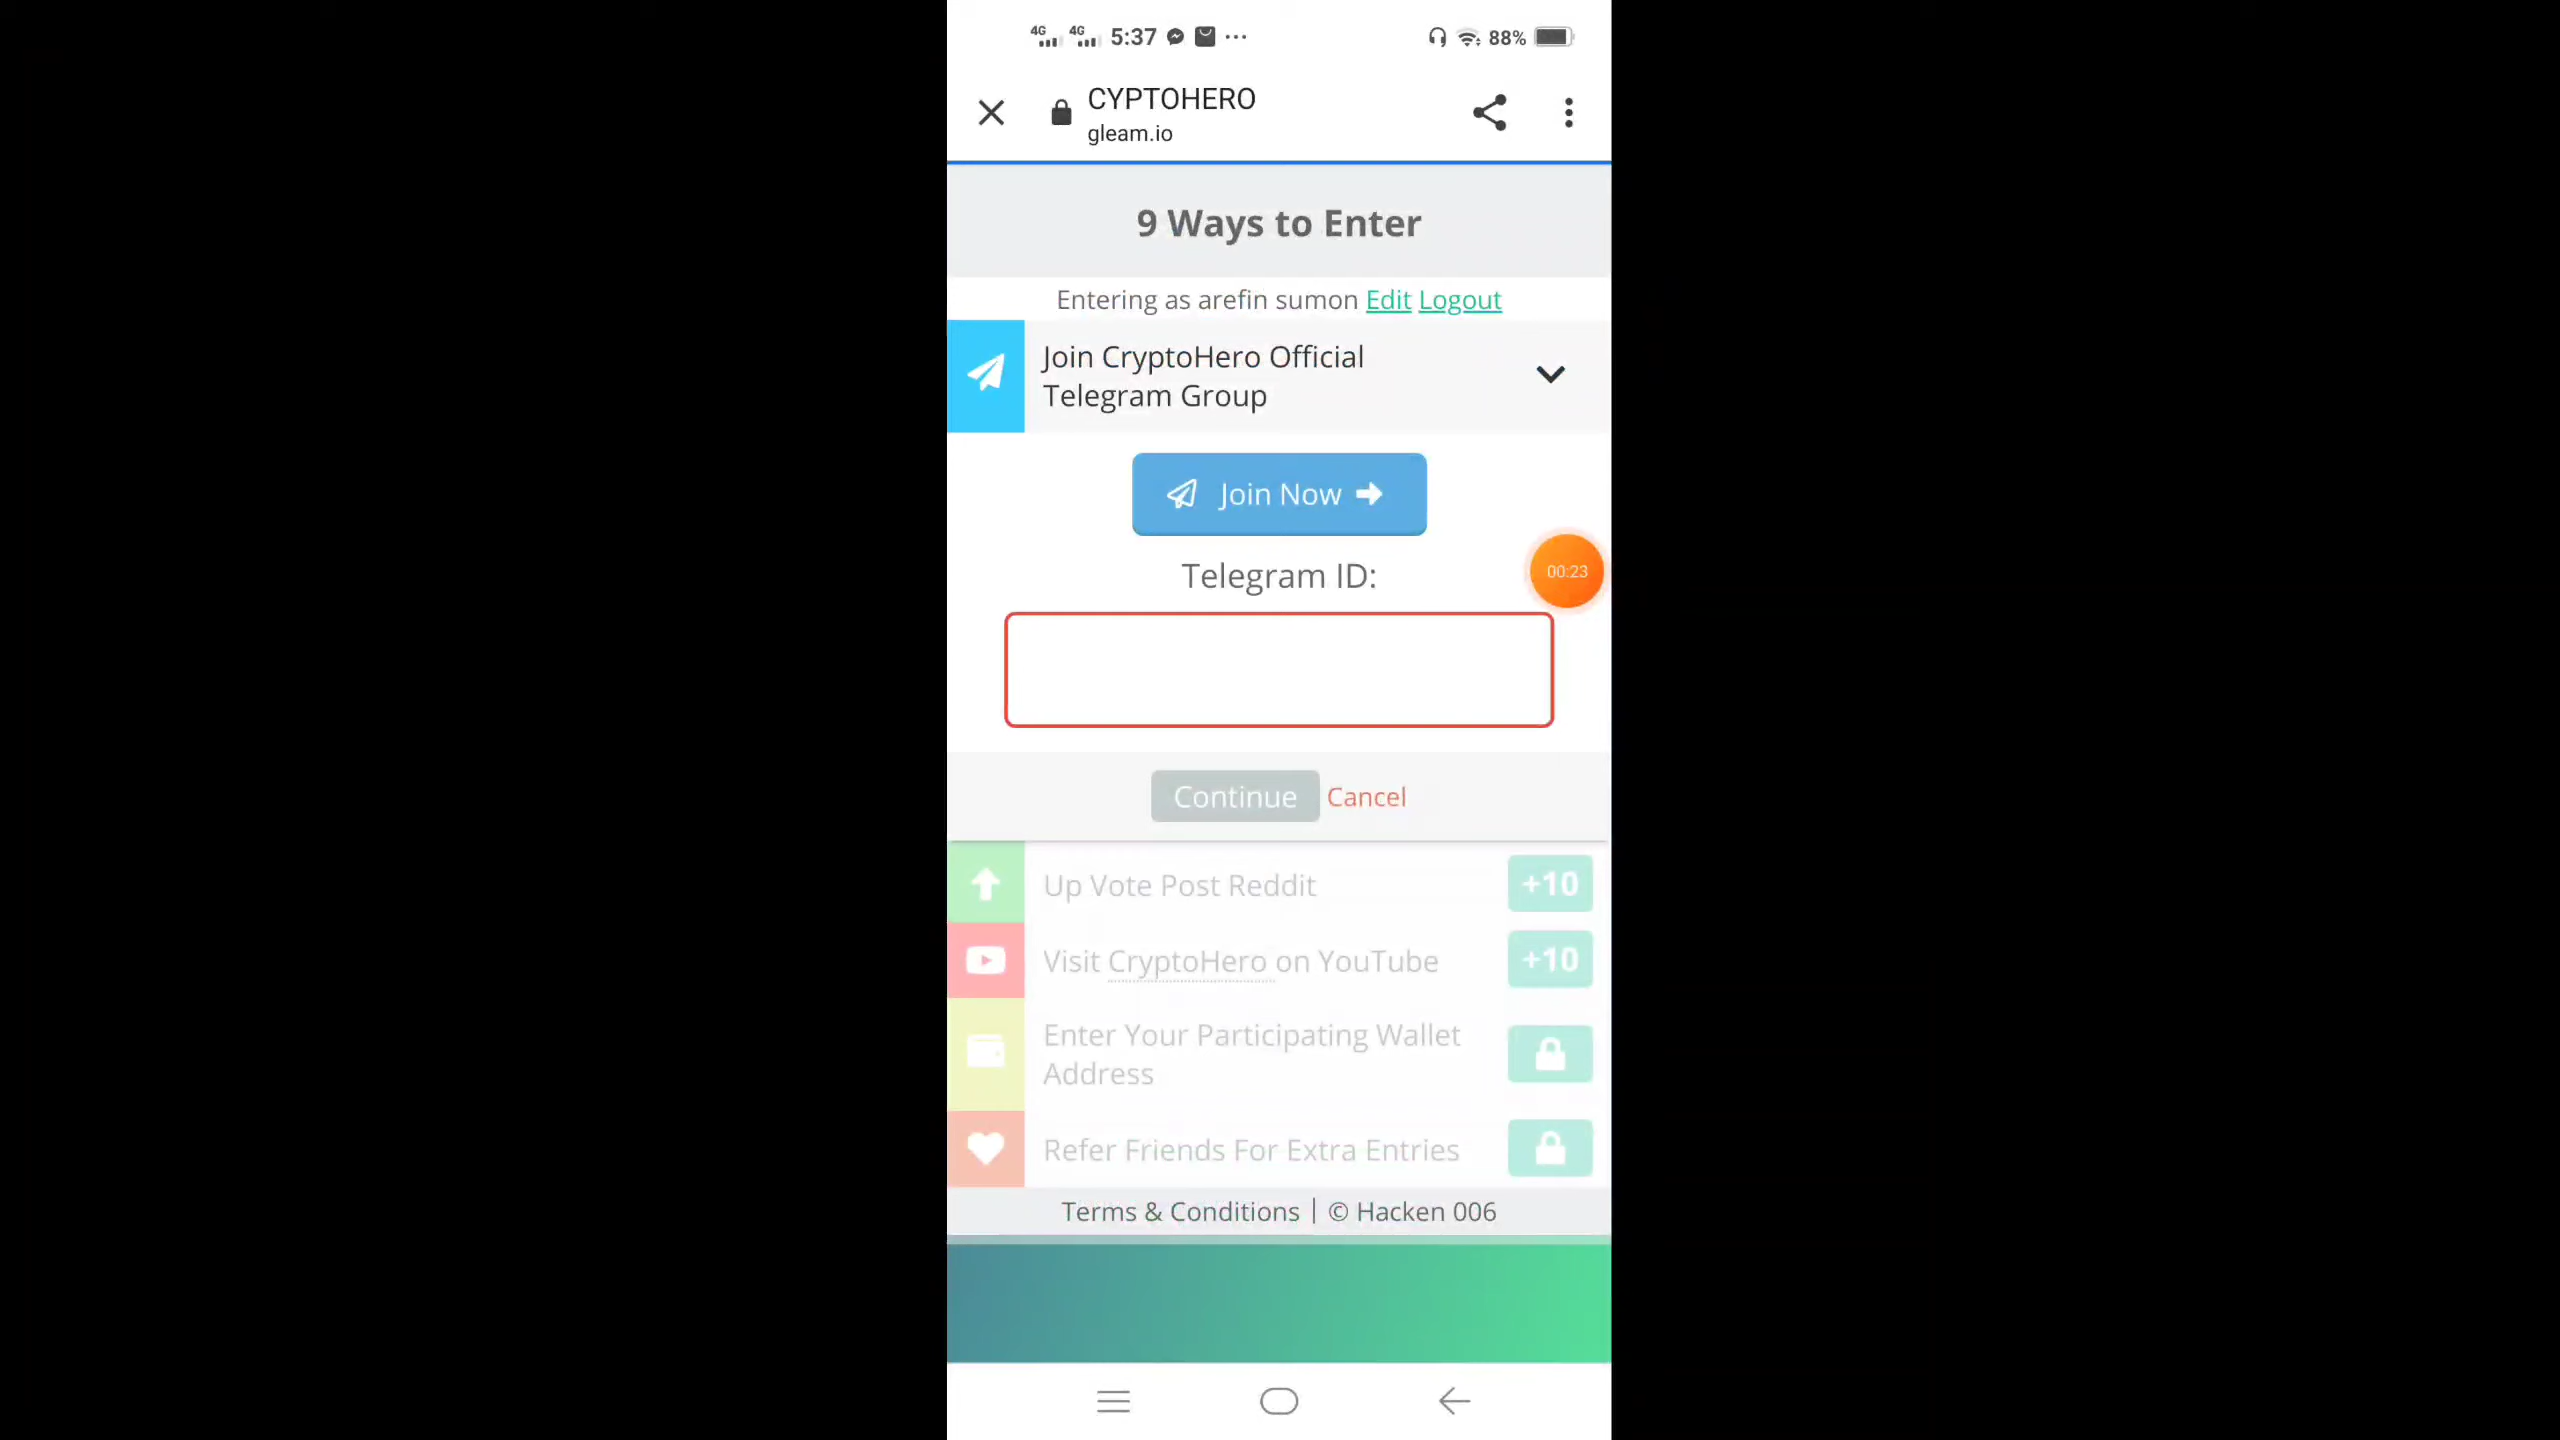 4G 4G 5:37 ... 88%
CYPTOHERO
gleam.io
9 Ways to Enter
Entering as arefin sumon Edit Logout
Join CryptoHero Official
Telegram Group
Join Now
00:23
Telegram ID:
Continue Cancel
Up Vote Post Reddit +10
Visit CryptoHero on YouTube +10
Enter Your Participating Wallet
Address
Refer Friends For Extra Entries
Terms & Conditions | © Hacken 006